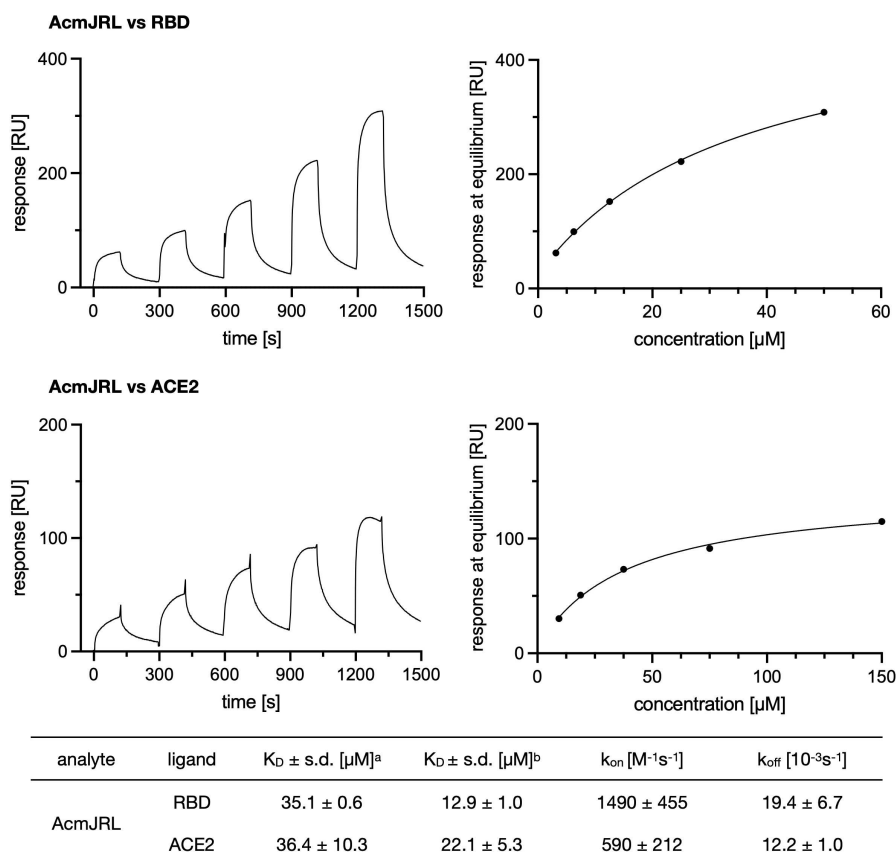 AcmJRL vs RBD
response [RU]
400
200
0
0 300 600 900 1200 1500
time [s]
response at equilibrium [RU]
400
200
0
0 20 40 60
concentration [µM]
AcmJRL vs ACE2
response [RU]
200
100
0
0 300 600 900 1200 1500
time [s]
response at equilibrium [RU]
200
100
0
0 50 100 150
concentration [µM]
analyte ligand K_D ± s.d. [µM]ᵃ K_D ± s.d. [µM]ᵇ kₒₙ [M⁻¹s⁻¹] k_off [10⁻³s⁻¹]
AcmJRL
RBD 35.1 ± 0.6 12.9 ± 1.0 1490 ± 455 19.4 ± 6.7
ACE2 36.4 ± 10.3 22.1 ± 5.3 590 ± 212 12.2 ± 1.0